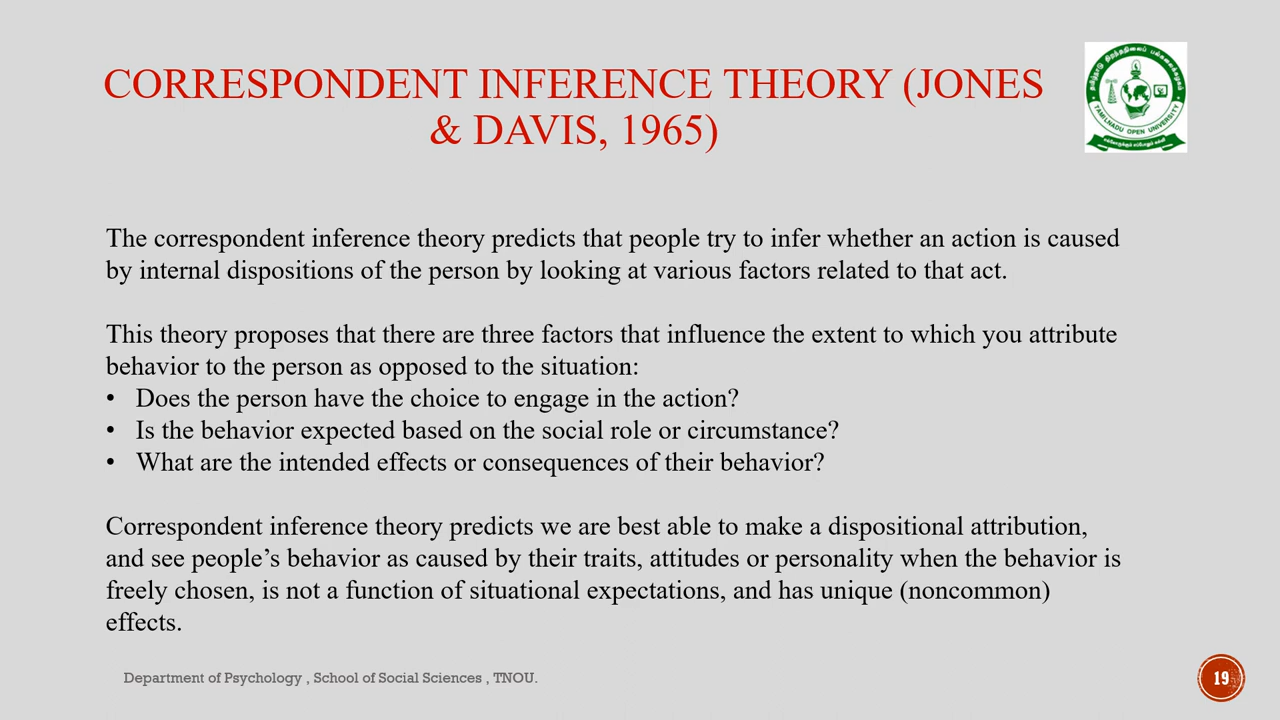 CORRESPONDENT INFERENCE THEORY (JONES
& DAVIS, 1965)
TAMILNADU OPEN UNIVERSITY
The correspondent inference theory predicts that people try to infer whether an action is caused
by internal dispositions of the person by looking at various factors related to that act.
This theory proposes that there are three factors that influence the extent to which you attribute
behavior to the person as opposed to the situation:
• Does the person have the choice to engage in the action?
• Is the behavior expected based on the social role or circumstance?
• What are the intended effects or consequences of their behavior?
Correspondent inference theory predicts we are best able to make a dispositional attribution,
and see people’s behavior as caused by their traits, attitudes or personality when the behavior is
freely chosen, is not a function of situational expectations, and has unique (noncommon)
effects.
Department of Psychology , School of Social Sciences , TNOU.
19